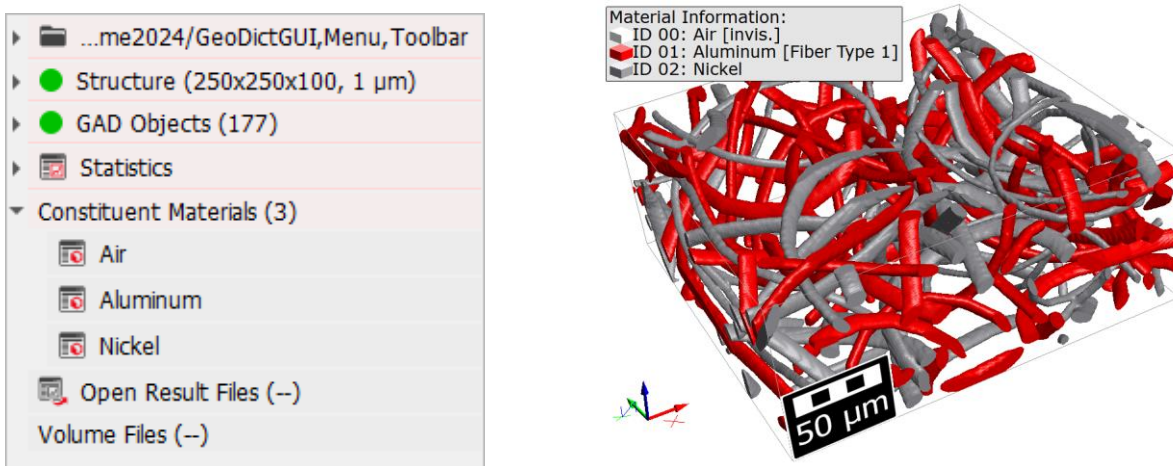 ...me2024/GeoDictGUI,Menu,Toolbar
Structure (250x250x100, 1 µm)
GAD Objects (177)
Statistics
Constituent Materials (3)
Air
Aluminum
Nickel
Open Result Files (--)
Volume Files (--)
Material Information:
ID 00: Air [invis.]
ID 01: Aluminum [Fiber Type 1]
ID 02: Nickel
50 µm
Y
X